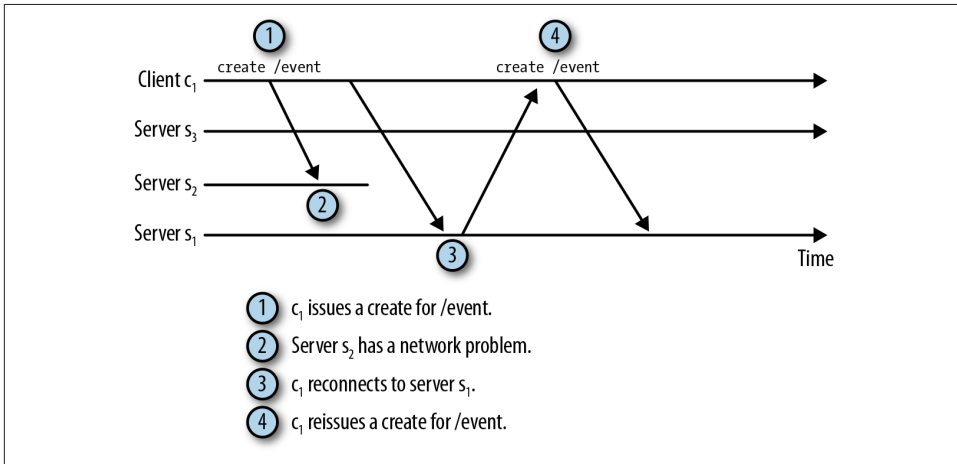 1
4
create /event
create /event
Client c₁
Server s₃
Server s₂
2
Server s₁
3
Time
1 c₁ issues a create for /event.
2 Server s₂ has a network problem.
3 c₁ reconnects to server s₁.
4 c₁ reissues a create for /event.